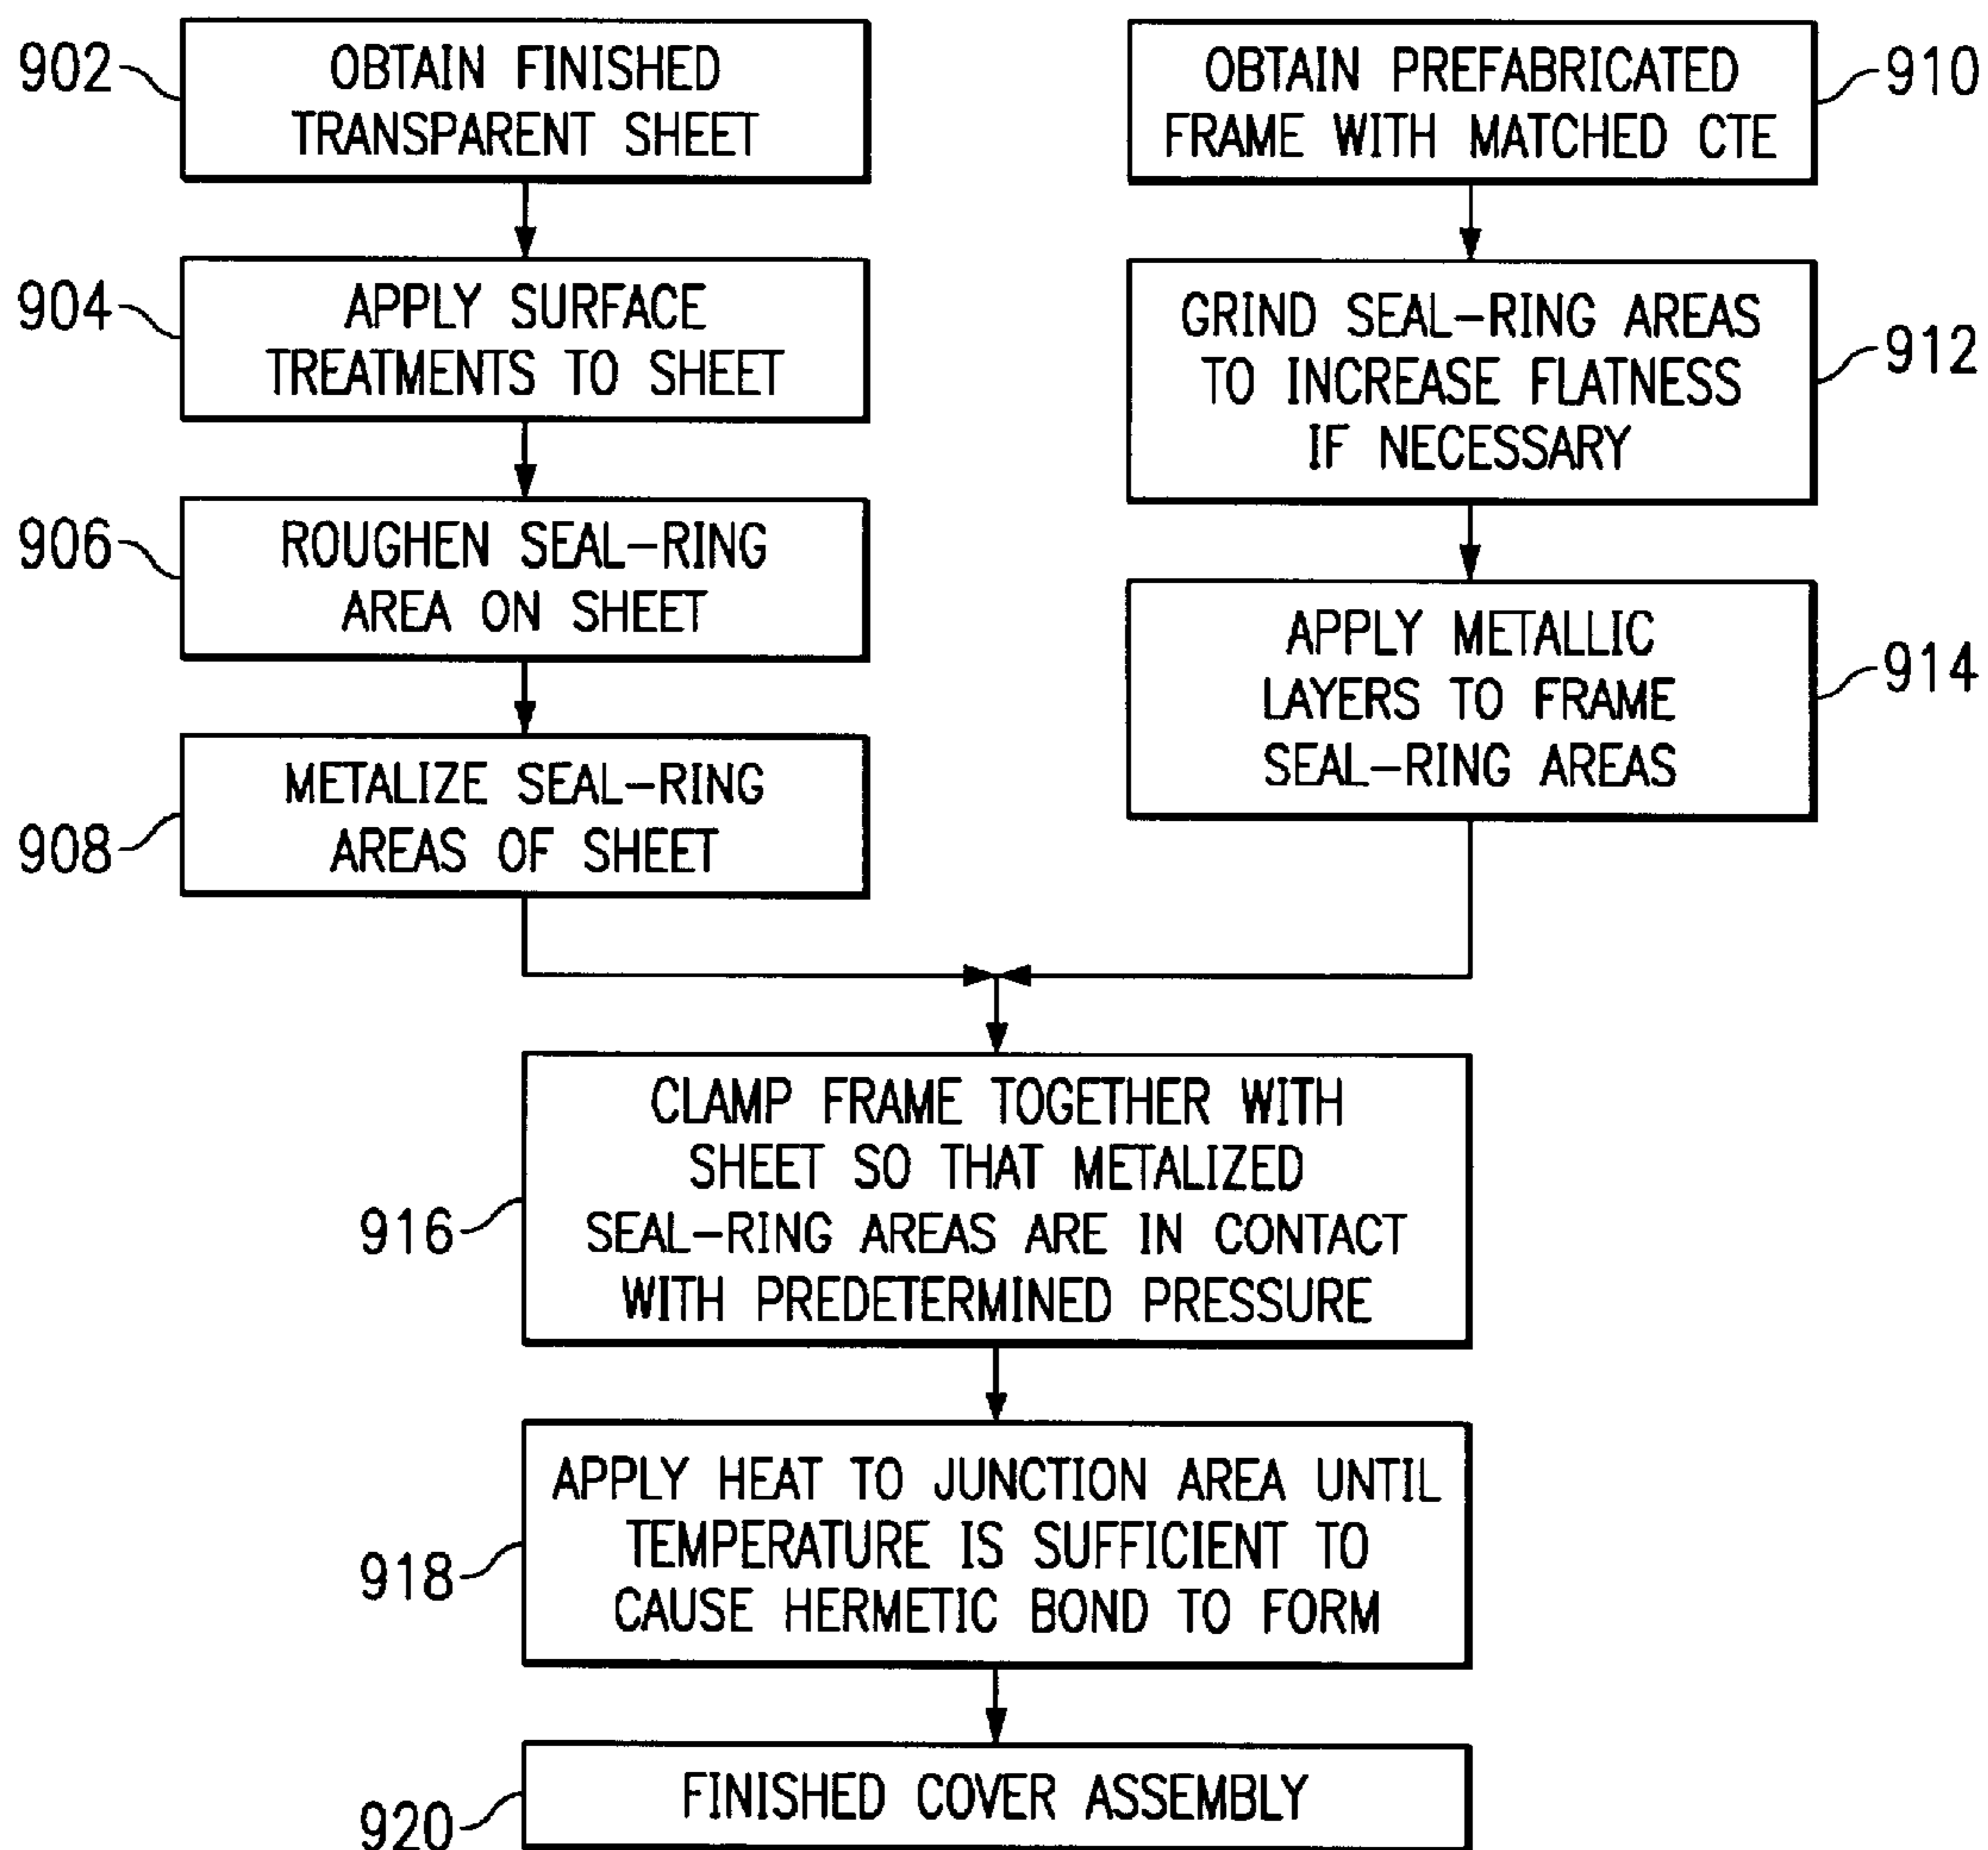 902
OBTAIN FINISHED
TRANSPARENT SHEET
904
APPLY SURFACE
TREATMENTS TO SHEET
906
ROUGHEN SEAL-RING
AREA ON SHEET
908
METALIZE SEAL-RING
AREAS OF SHEET
910
OBTAIN PREFABRICATED
FRAME WITH MATCHED CTE
912
GRIND SEAL-RING AREAS
TO INCREASE FLATNESS
IF NECESSARY
914
APPLY METALLIC
LAYERS TO FRAME
SEAL-RING AREAS
916
CLAMP FRAME TOGETHER WITH
SHEET SO THAT METALIZED
SEAL-RING AREAS ARE IN CONTACT
WITH PREDETERMINED PRESSURE
918
APPLY HEAT TO JUNCTION AREA UNTIL
TEMPERATURE IS SUFFICIENT TO
CAUSE HERMETIC BOND TO FORM
920
FINISHED COVER ASSEMBLY